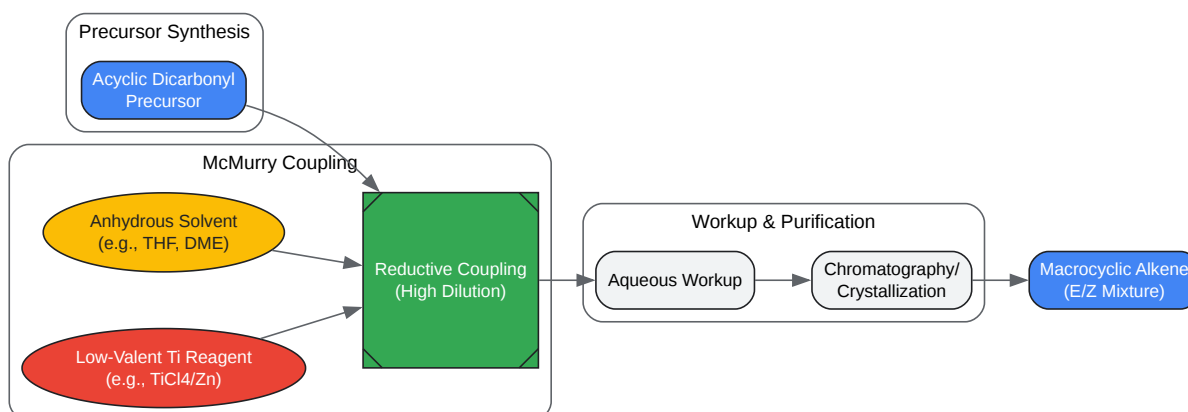 Precursor Synthesis
Acyclic Dicarbonyl
Precursor
McMurry Coupling
Anhydrous Solvent
(e.g., THF, DME)
Low-Valent Ti Reagent
(e.g., TiCl4/Zn)
Reductive Coupling
(High Dilution)
Workup & Purification
Aqueous Workup
Chromatography/
Crystallization
Macrocyclic Alkene
(E/Z Mixture)